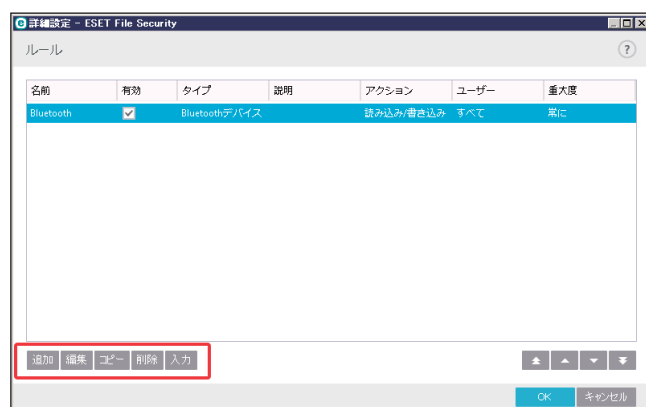 詳細設定 - ESET File Security
ルール
?
名前 有効 タイプ 説明 アクション ユーザー 重大度
Bluetooth Bluetoothデバイス 読み込み/書き込み すべて 常に
追加 編集 コピー 削除 入力
OK キャンセル